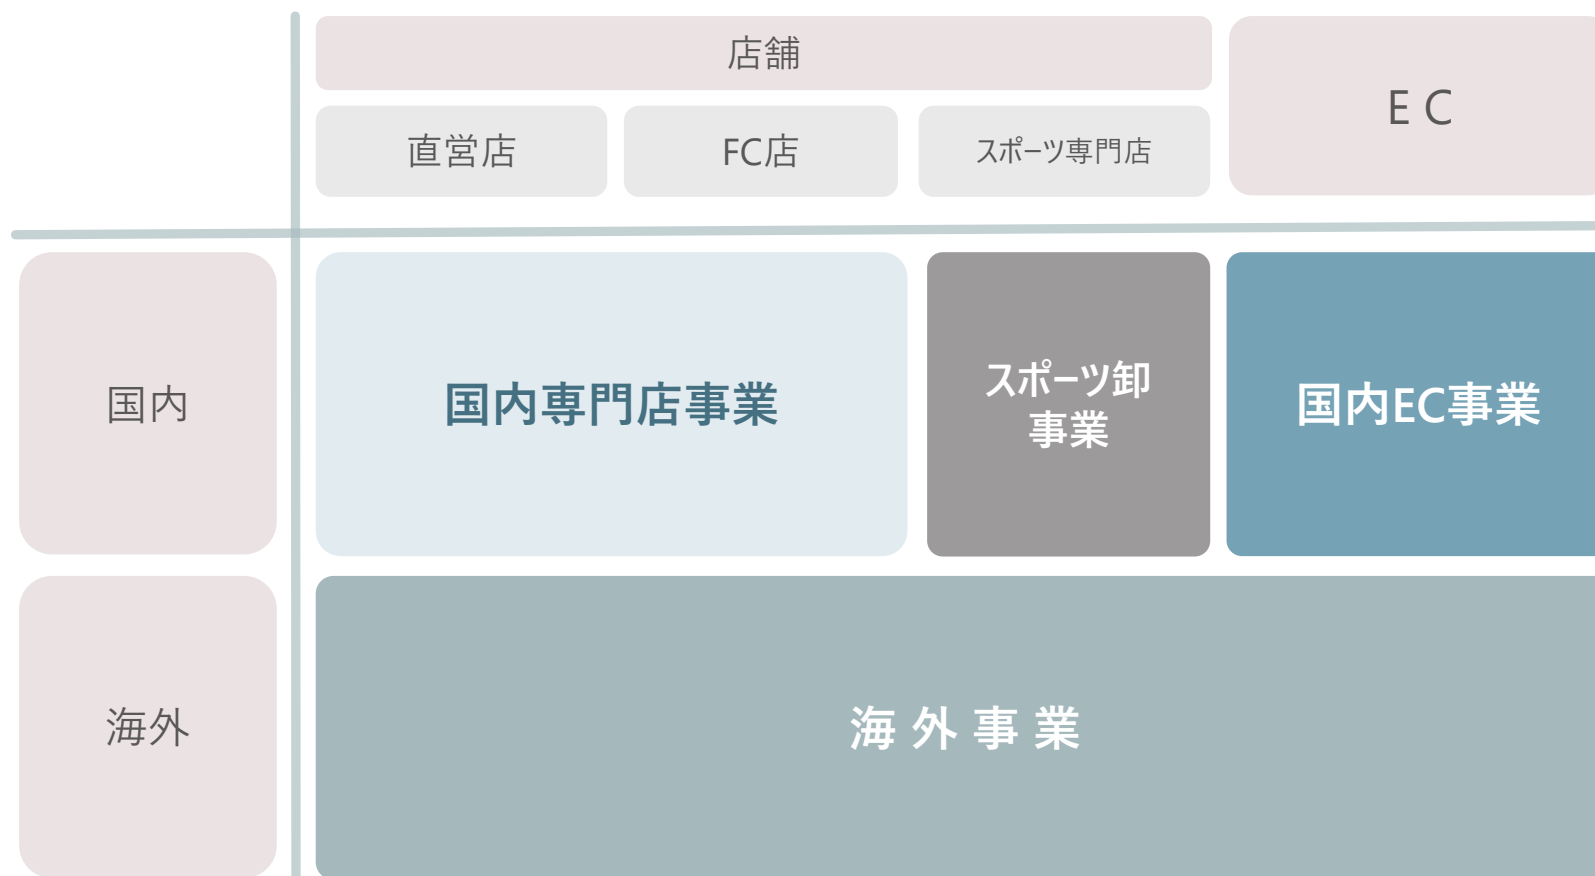 店舗
EC
直営店
FC店
スポーツ専門店
国内
国内専門店事業
スポーツ卸
事業
国内EC事業
海外
海外事業